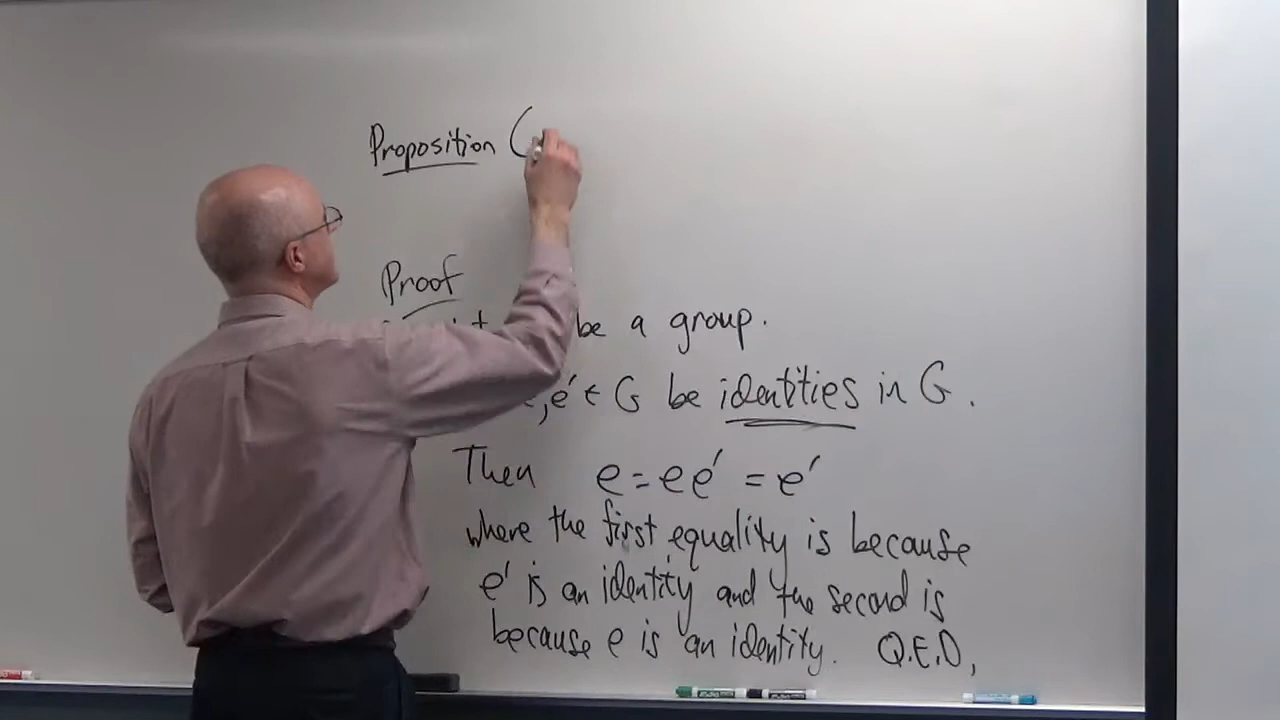 Proposition (
Proof
be a group.
e, e' ∈ G be identities in G.
Then e = e e' = e'
where the first equality is because
e' is an identity and the second is
because e is an identity. Q.E.D.